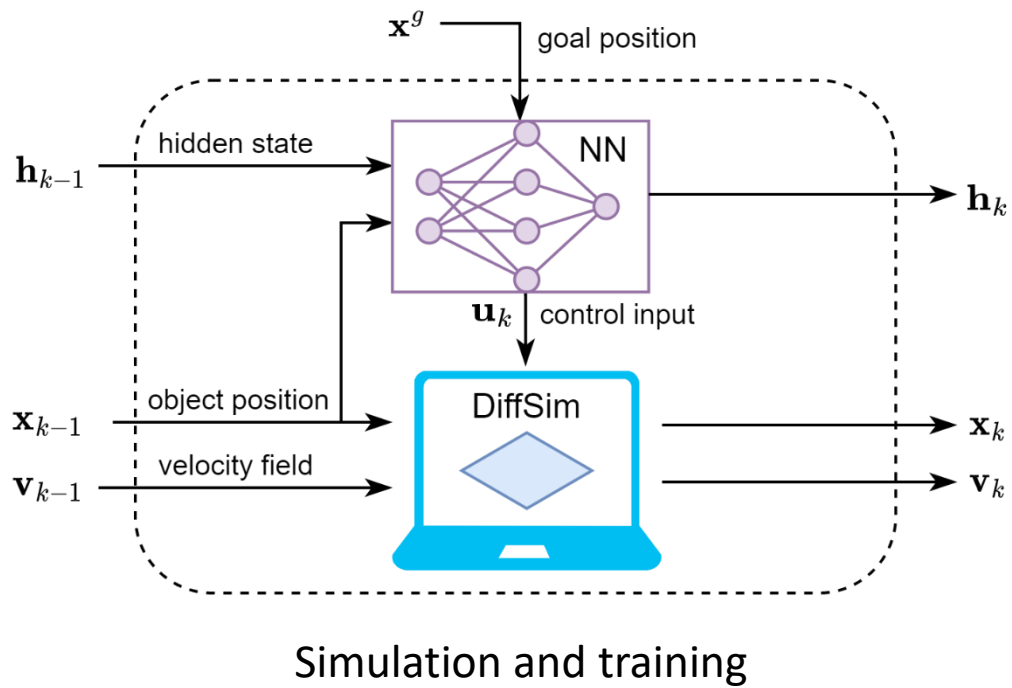 x^g
goal position
hidden state
NN
h_{k-1}
h_k
u_k control input
object position
DiffSim
x_{k-1}
x_k
velocity field
v_{k-1}
v_k
Simulation and training